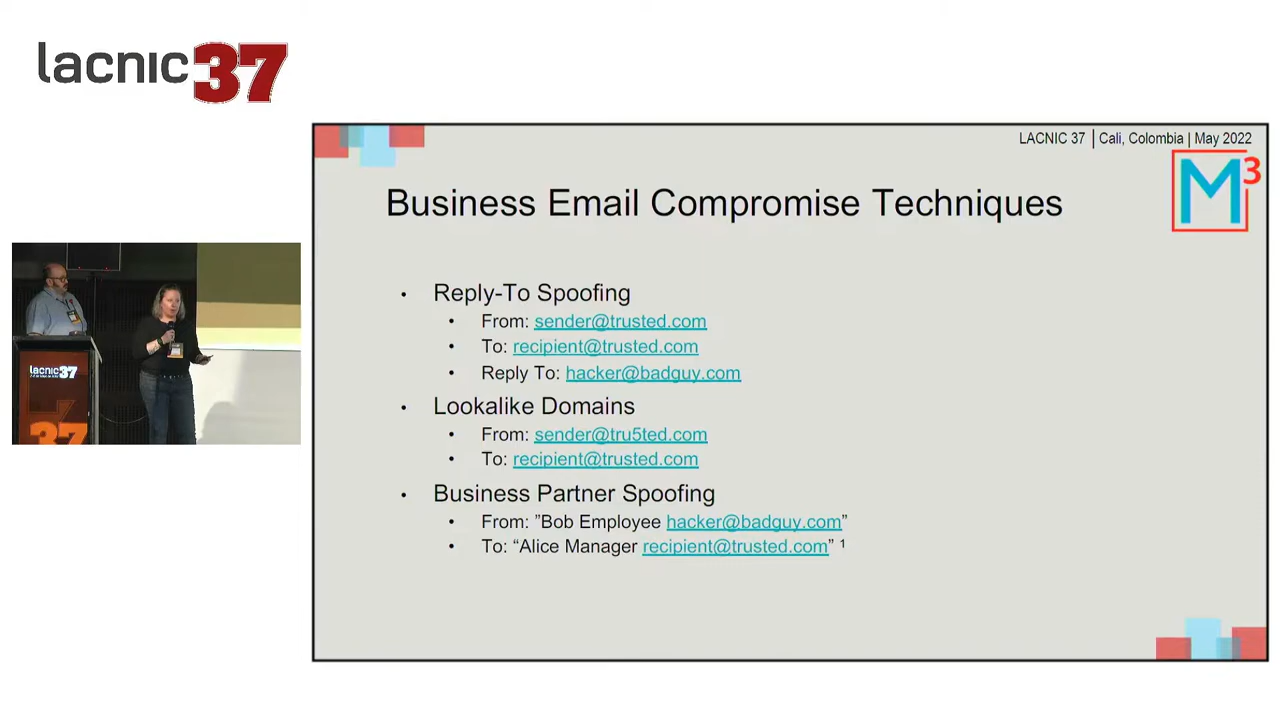 lacnic37
LACNIC 37 | Cali, Colombia | May 2022
M3
Business Email Compromise Techniques
• Reply-To Spoofing
• From: sender@trusted.com
• To: recipient@trusted.com
• Reply To: hacker@badguy.com
• Lookalike Domains
• From: sender@tru5ted.com
• To: recipient@trusted.com
• Business Partner Spoofing
• From: ”Bob Employee hacker@badguy.com”
• To: “Alice Manager recipient@trusted.com” ¹
lacnic37
37